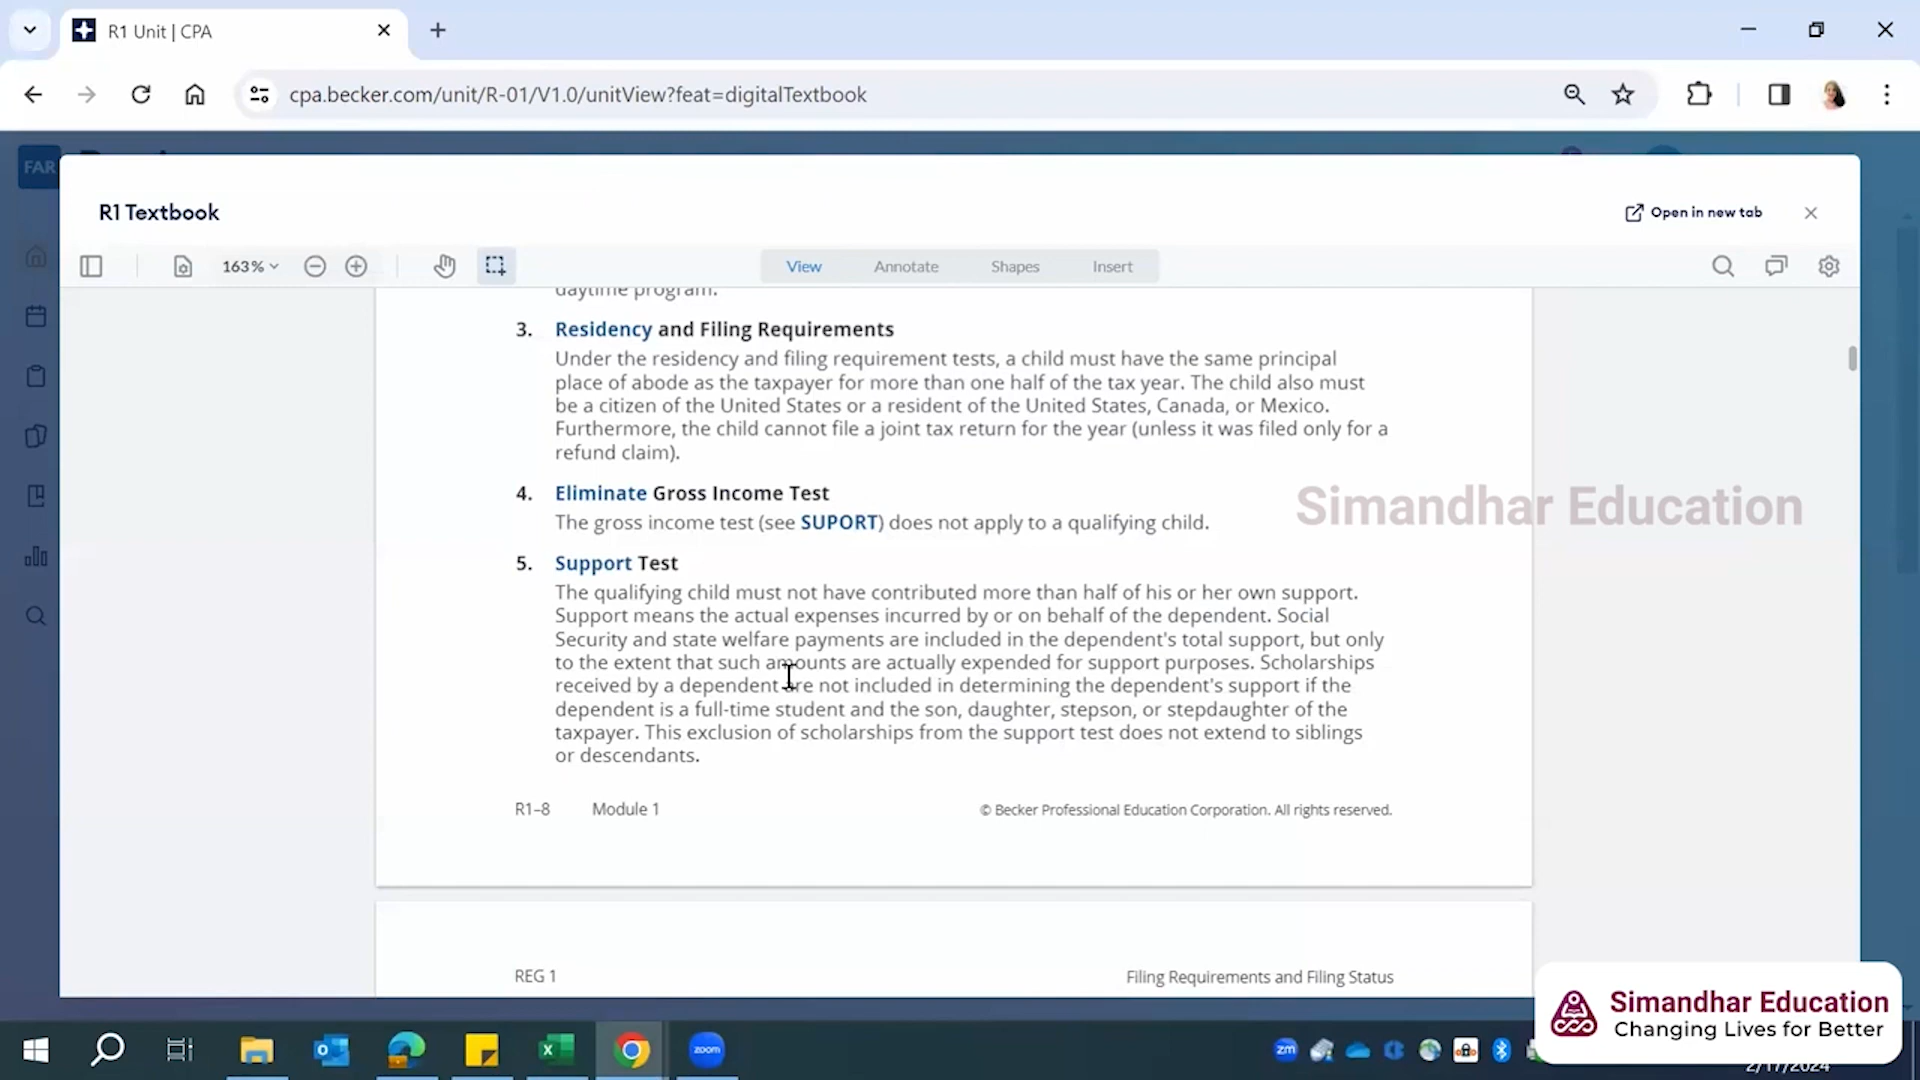 R1 Unit | CPA
cpa.becker.com/unit/R-01/V1.0/unitView?feat=digitalTextbook
FAR
R1 Textbook
Open in new tab
163%
View
Annotate
Shapes
Insert
daytime program.
3. Residency and Filing Requirements
Under the residency and filing requirement tests, a child must have the same principal
place of abode as the taxpayer for more than one half of the tax year. The child also must
be a citizen of the United States or a resident of the United States, Canada, or Mexico.
Furthermore, the child cannot file a joint tax return for the year (unless it was filed only for a
refund claim).
4. Eliminate Gross Income Test
The gross income test (see SUPORT) does not apply to a qualifying child.
Simandhar Education
5. Support Test
The qualifying child must not have contributed more than half of his or her own support.
Support means the actual expenses incurred by or on behalf of the dependent. Social
Security and state welfare payments are included in the dependent's total support, but only
to the extent that such amounts are actually expended for support purposes. Scholarships
received by a dependent are not included in determining the dependent's support if the
dependent is a full-time student and the son, daughter, stepson, or stepdaughter of the
taxpayer. This exclusion of scholarships from the support test does not extend to siblings
or descendants.
R1–8 Module 1 © Becker Professional Education Corporation. All rights reserved.
REG 1 Filing Requirements and Filing Status
Simandhar Education
Changing Lives for Better
zoom
zm
2/17/2024